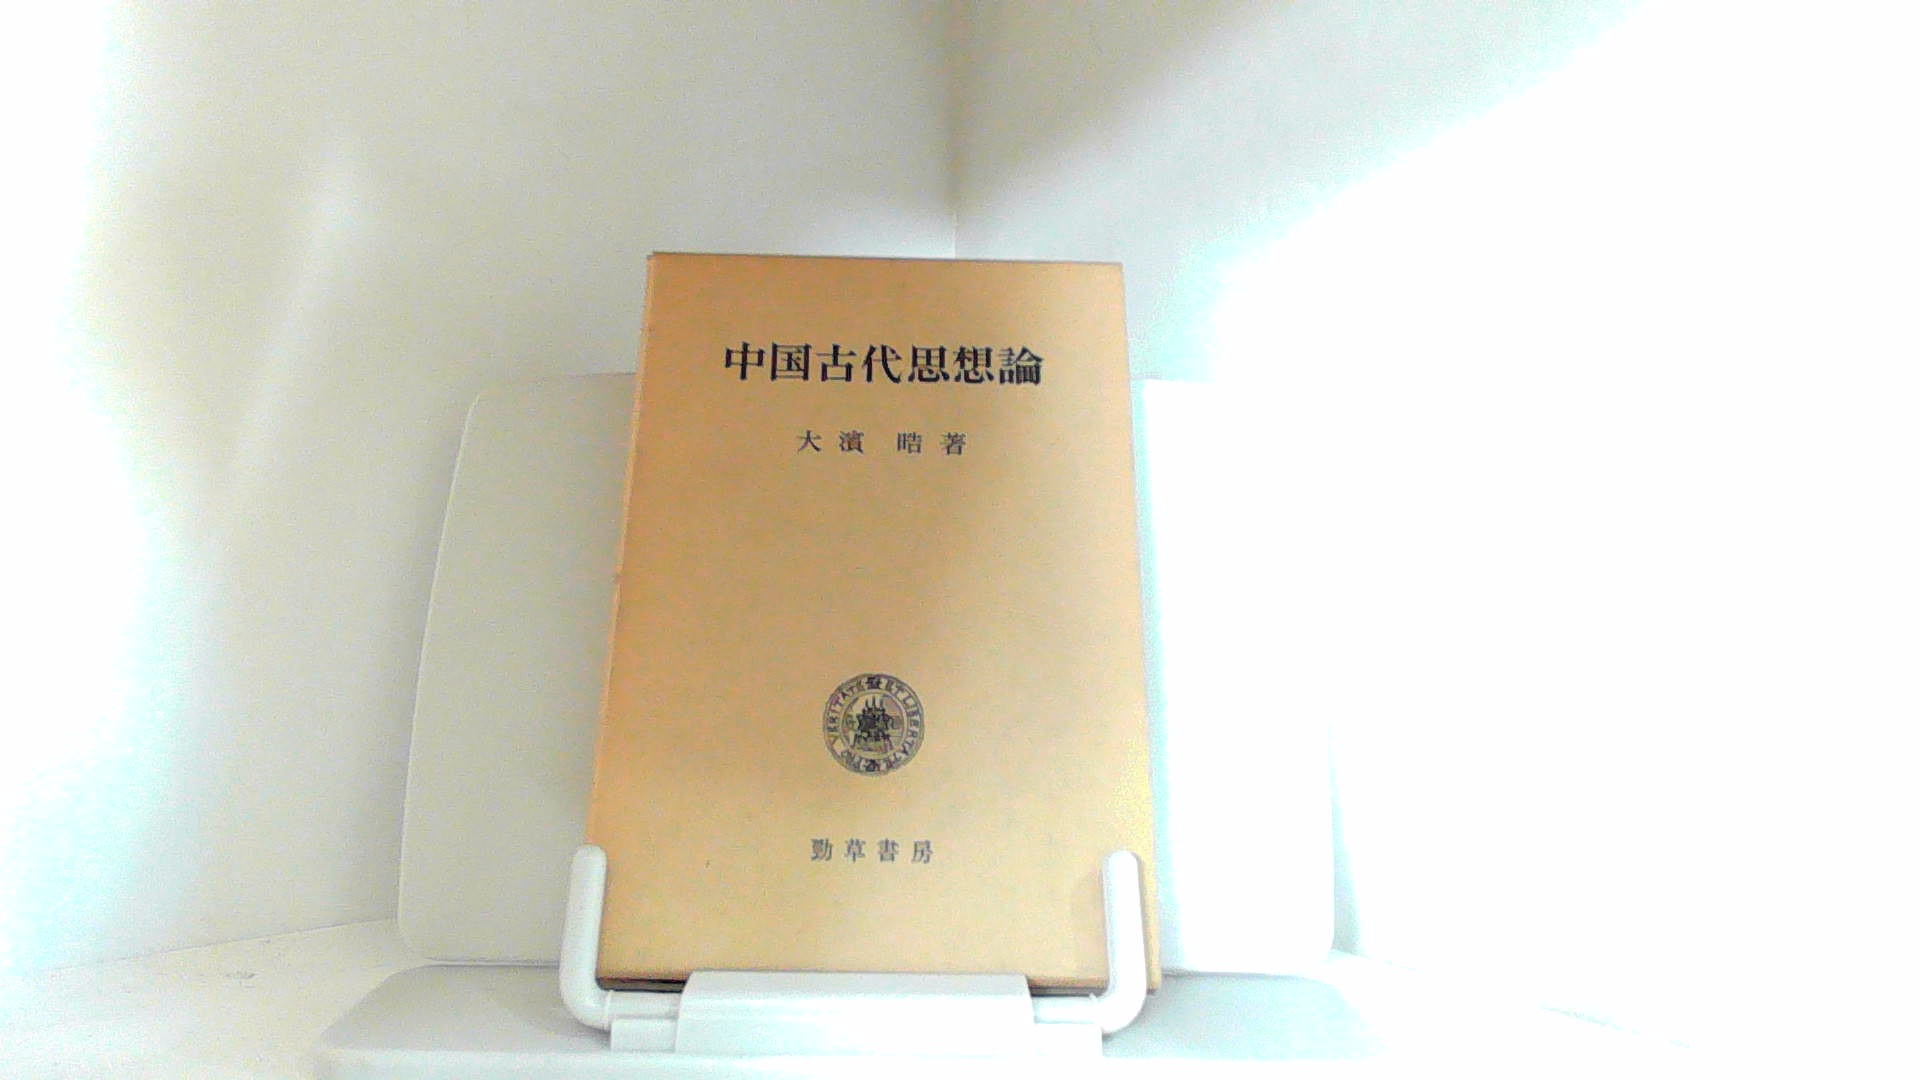 中国古代思想論
大濱 晧 著
勁草書房